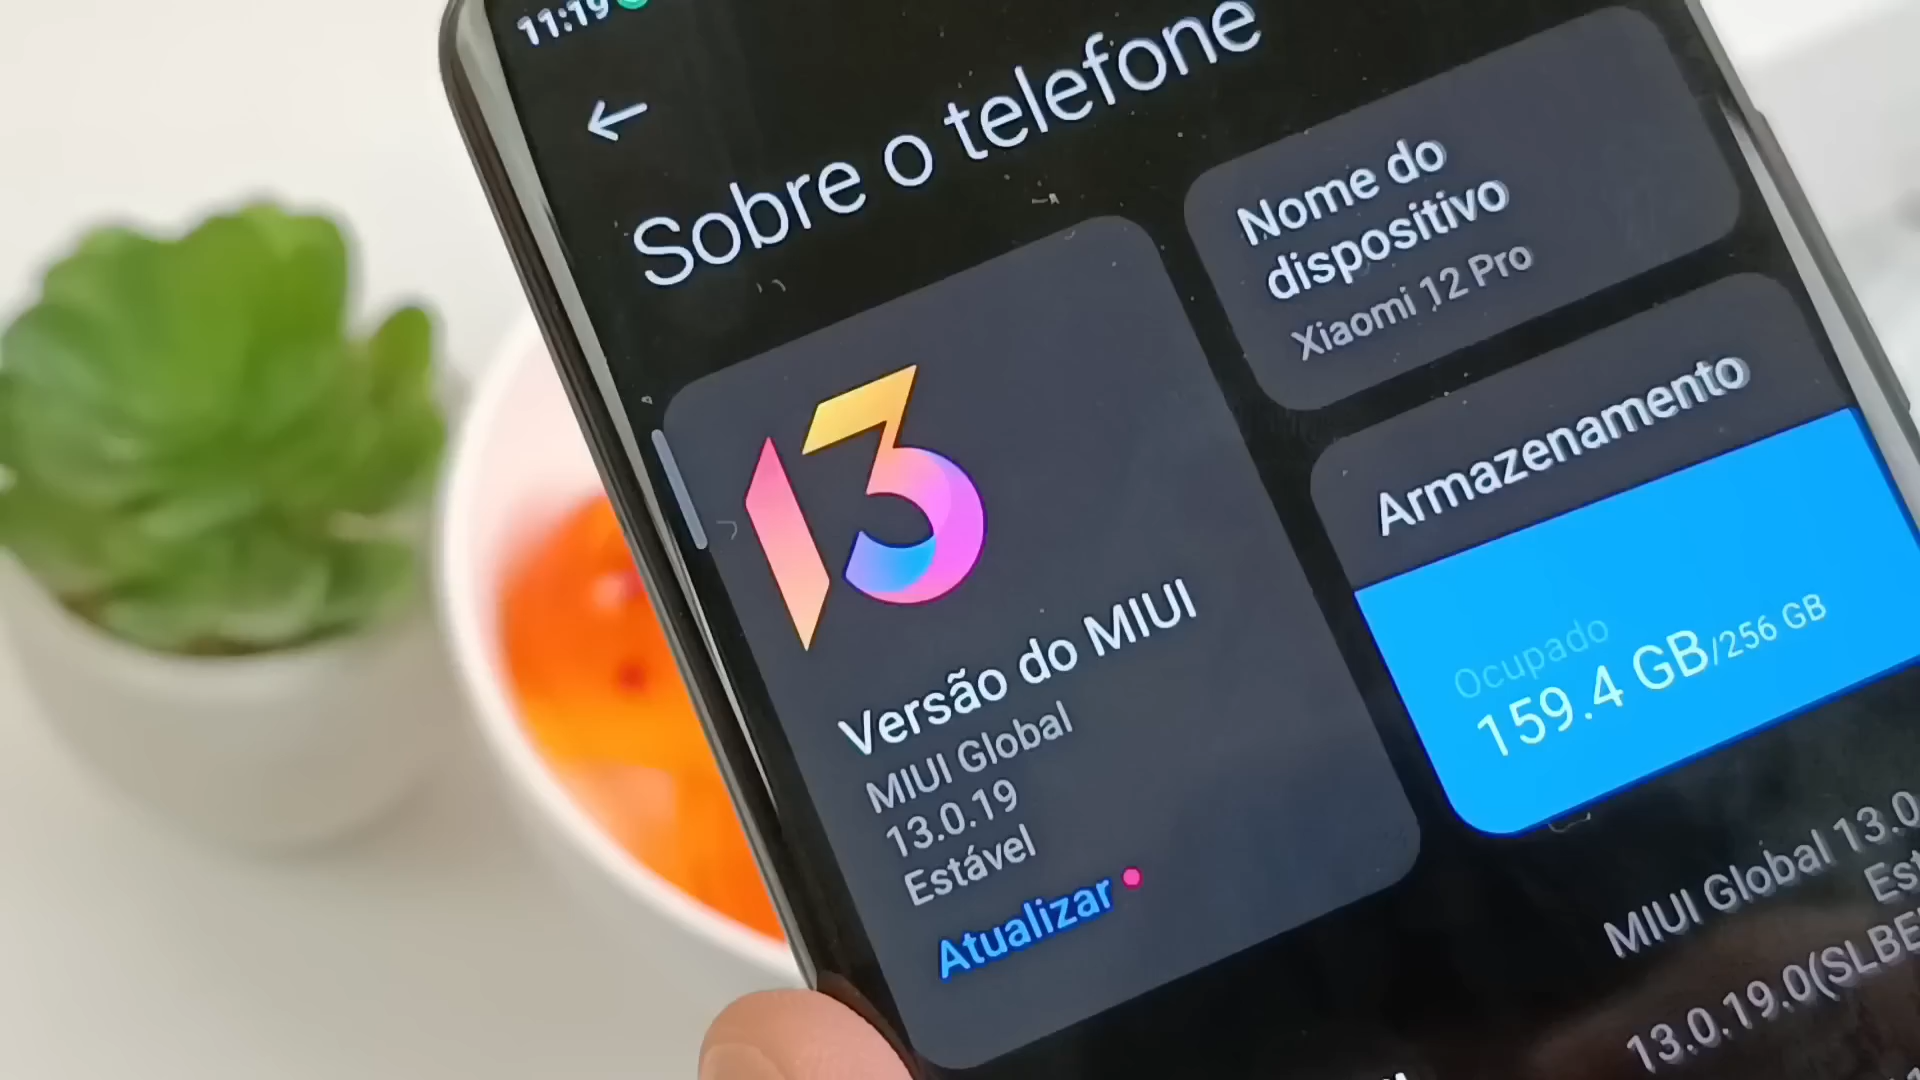 11:19
Sobre o telefone
Nome do
dispositivo
Xiaomi 12 Pro
13
Versão do MIUI
MIUI Global
13.0.19
Estável
Atualizar
Armazenamento
Ocupado
159.4 GB/256 GB
MIUI Global 13.0
Est
13.0.19.0(SLBE